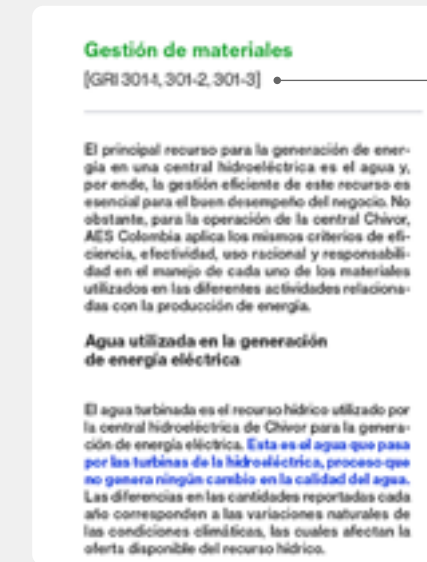 Gestión de materiales
[GRI 301-1, 301-2, 301-3]
El principal recurso para la generación de ener-
gía en una central hidroeléctrica es el agua y,
por ende, la gestión eficiente de este recurso es
esencial para el buen desempeño del negocio. No
obstante, para la operación de la central Chivor,
AES Colombia aplica los mismos criterios de efi-
ciencia, efectividad, uso racional y responsabili-
dad en el manejo de cada uno de los materiales
utilizados en las diferentes actividades relaciona-
das con la producción de energía.
Agua utilizada en la generación
de energía eléctrica
El agua turbinada es el recurso hídrico utilizado por
la central hidroeléctrica de Chivor para la genera-
ción de energía eléctrica. Esta es el agua que pasa
por las turbinas de la hidroeléctrica, proceso que
no genera ningún cambio en la calidad del agua.
Las diferencias en las cantidades reportadas cada
año corresponden a las variaciones naturales de
las condiciones climáticas, las cuales afectan la
oferta disponible del recurso hídrico.